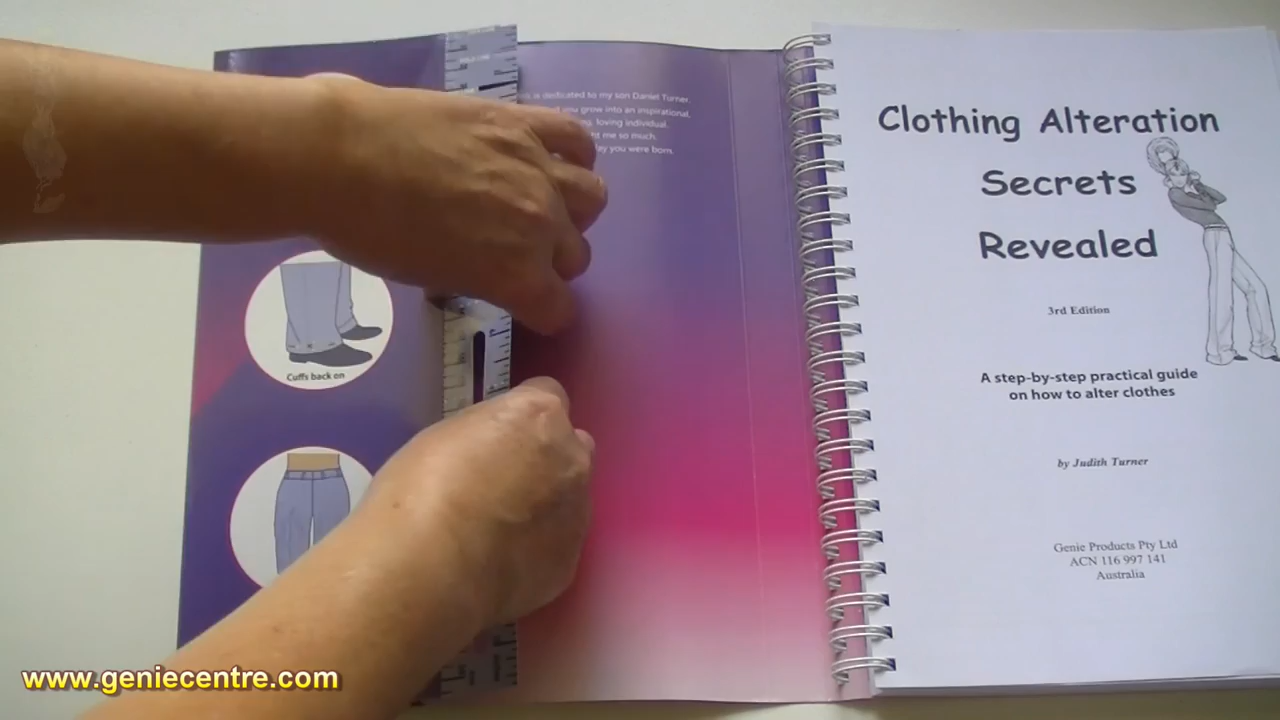 is dedicated to my son Daniel Turner.
you grow into an inspirational,
loving individual.
me so much,
day you were born.
Cuffs back on
Clothing Alteration
Secrets
Revealed
3rd Edition
A step-by-step practical guide
on how to alter clothes
by Judith Turner
Genie Products Pty Ltd
ACN 116 997 141
Australia
www.geniecentre.com